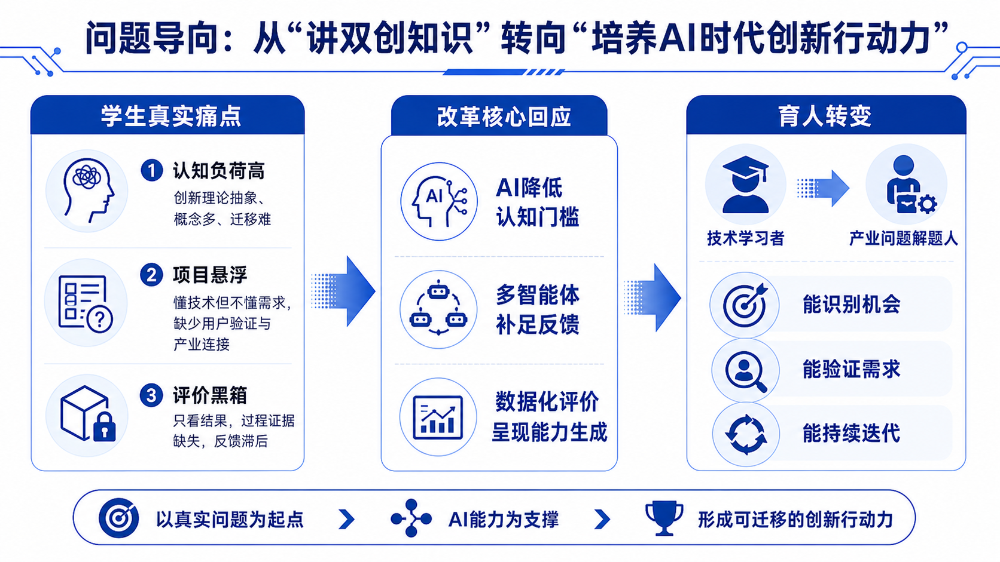 问题导向：从“讲双创知识”转向“培养AI时代创新行动力”
学生真实痛点
1 认知负荷高
创新理论抽象、
概念多、迁移难
2 项目悬浮
懂技术但不懂需求，
缺少用户验证与
产业连接
?
3 评价黑箱
只看结果，过程证据
缺失，反馈滞后
改革核心回应
AI
AI降低
认知门槛
多智能体
补足反馈
数据化评价
呈现能力生成
育人转变
技术学习者
产业问题解题人
能识别机会
能验证需求
能持续迭代
以真实问题为起点
AI能力为支撑
形成可迁移的创新行动力